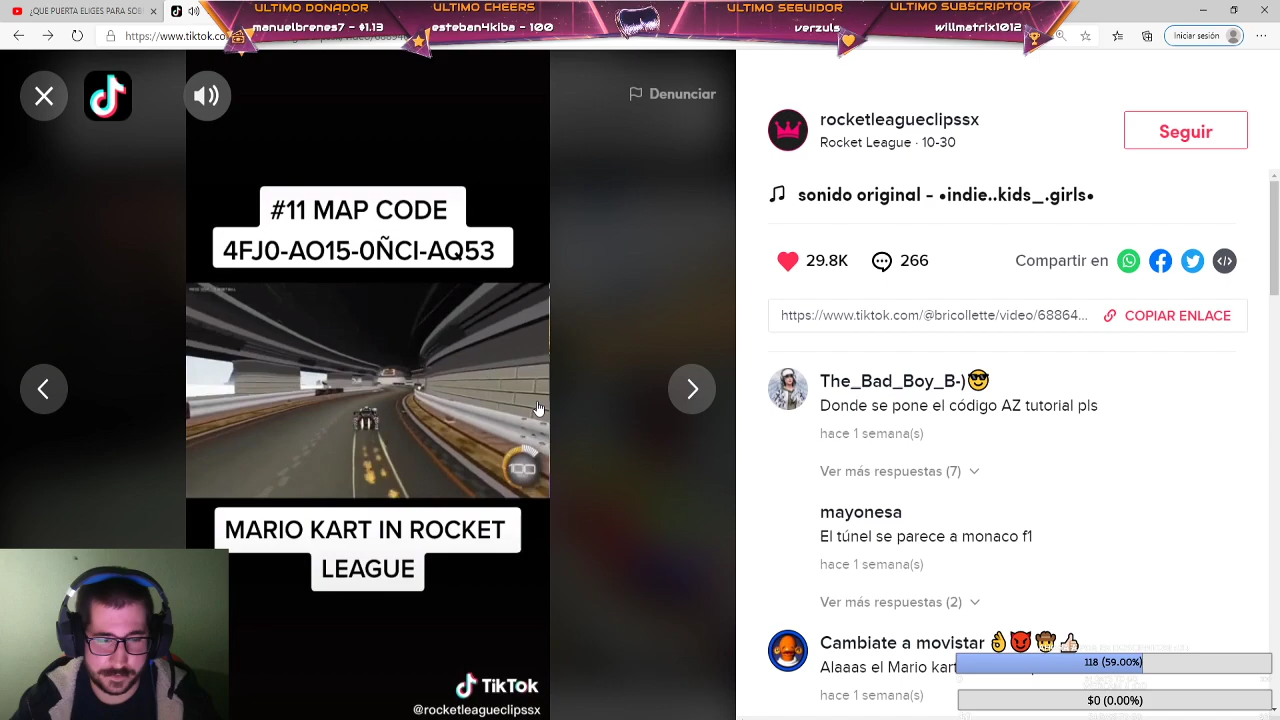 ULTIMO DONADOR
manuelbrenes7 - $1.13
ULTIMO CHEERS
esteban4kiba - 100
ULTIMO SEGUIDOR
verzuls
ULTIMO SUBSCRIPTOR
willmatrix1012
¿QUERÍAMOS ESTO PARA SOB
https://www.tiktok.co
Iniciar sesión
Denunciar
#11 MAP CODE
4FJ0-AO15-0ÑCI-AQ53
100
MARIO KART IN ROCKET
LEAGUE
TikTok
@rocketleagueclipssx
rocketleagueclipssx
Rocket League · 10-30
Seguir
sonido original - •indie..kids_.girls•
29.8K
266
Compartir en
https://www.tiktok.com/@bricollette/video/68864...
COPIAR ENLACE
The_Bad_Boy_B-)😎
Donde se pone el código AZ tutorial pls
hace 1 semana(s)
Ver más respuestas (7)
mayonesa
El túnel se parece a monaco f1
hace 1 semana(s)
Ver más respuestas (2)
Cambiate a movistar 👌😈🤠👍
Alaaas el Mario kart
hace 1 semana(s)
118 (59.00%)
$0 (0.00%)